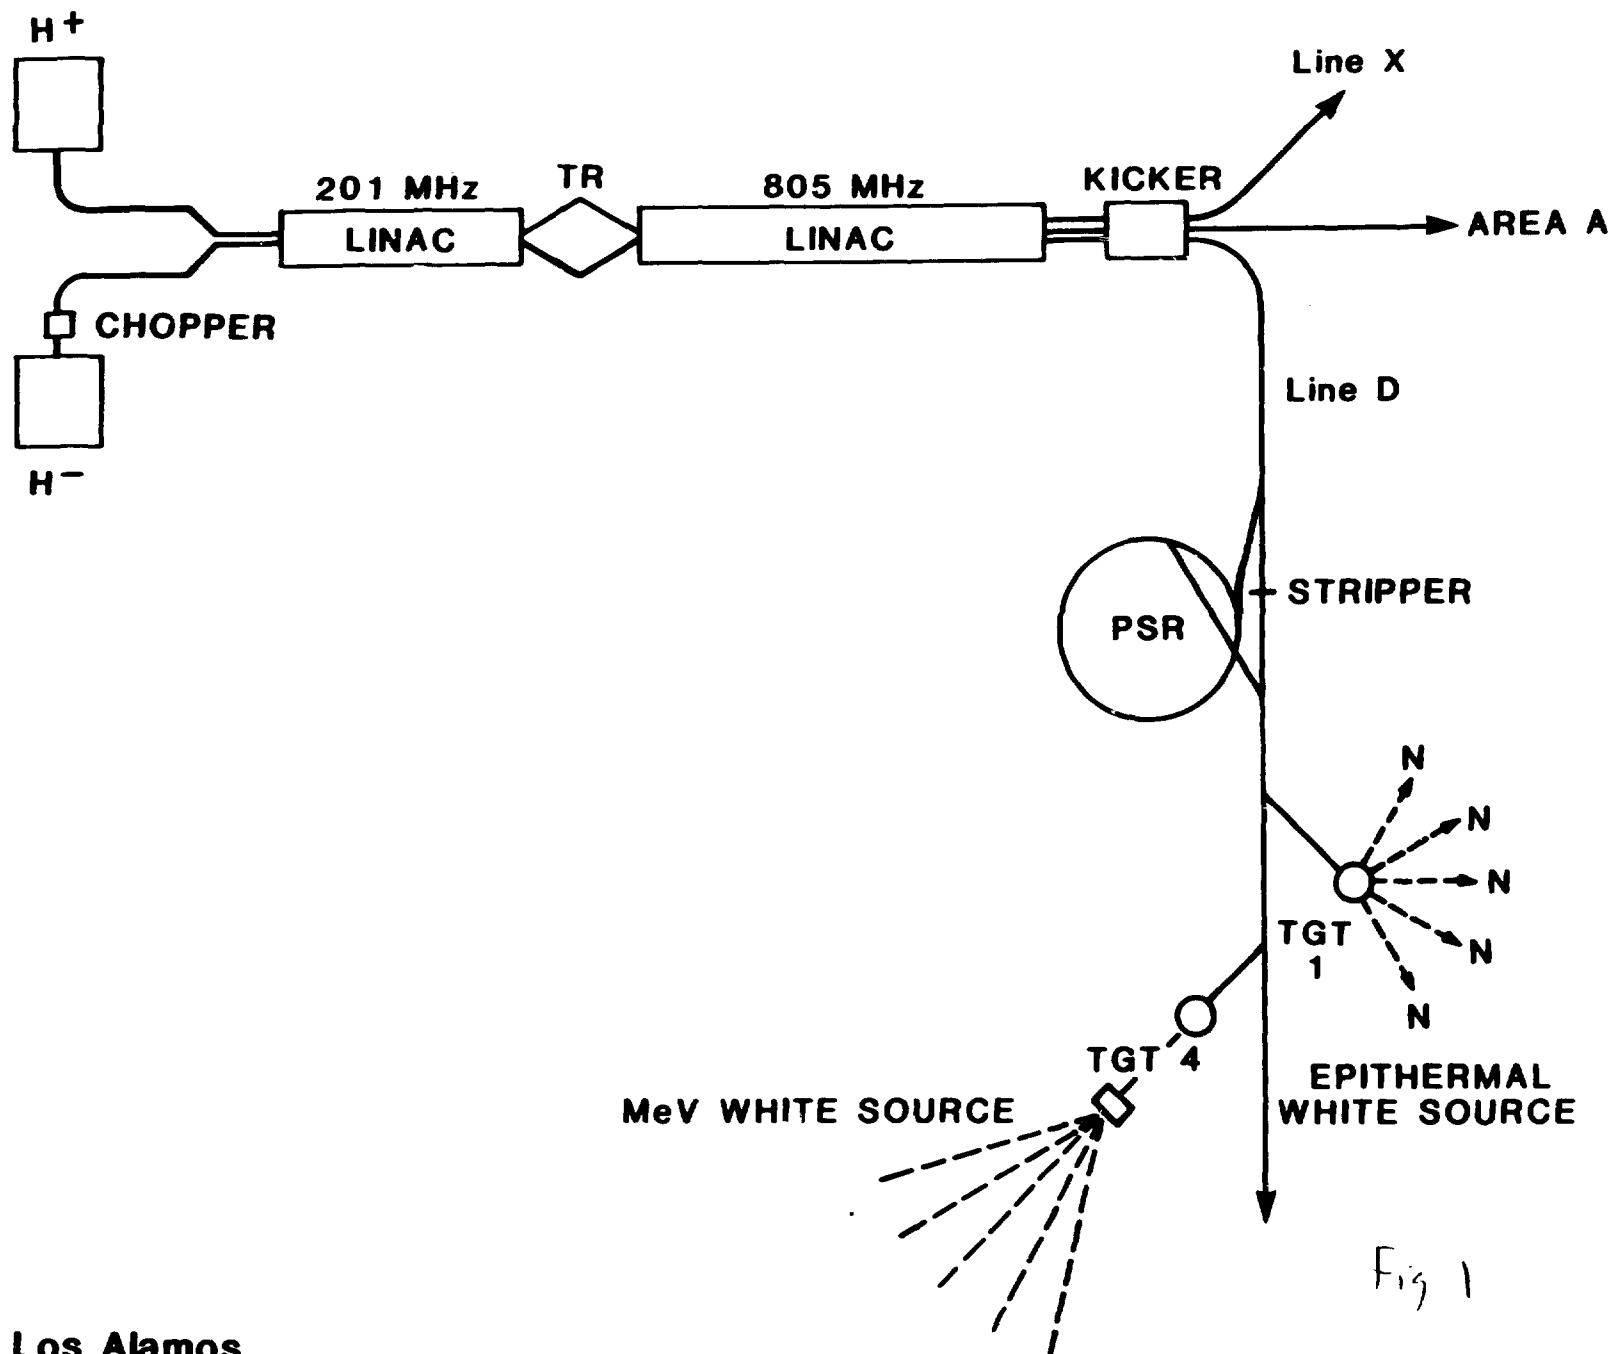 H+
Line X
201 MHz
TR
805 MHz
KICKER
LINAC
LINAC
AREA A
CHOPPER
Line D
H−
STRIPPER
PSR
N
N
N
N
N
TGT
1
TGT 4
EPITHERMAL
WHITE SOURCE
MeV WHITE SOURCE
Fig 1
Los Alamos